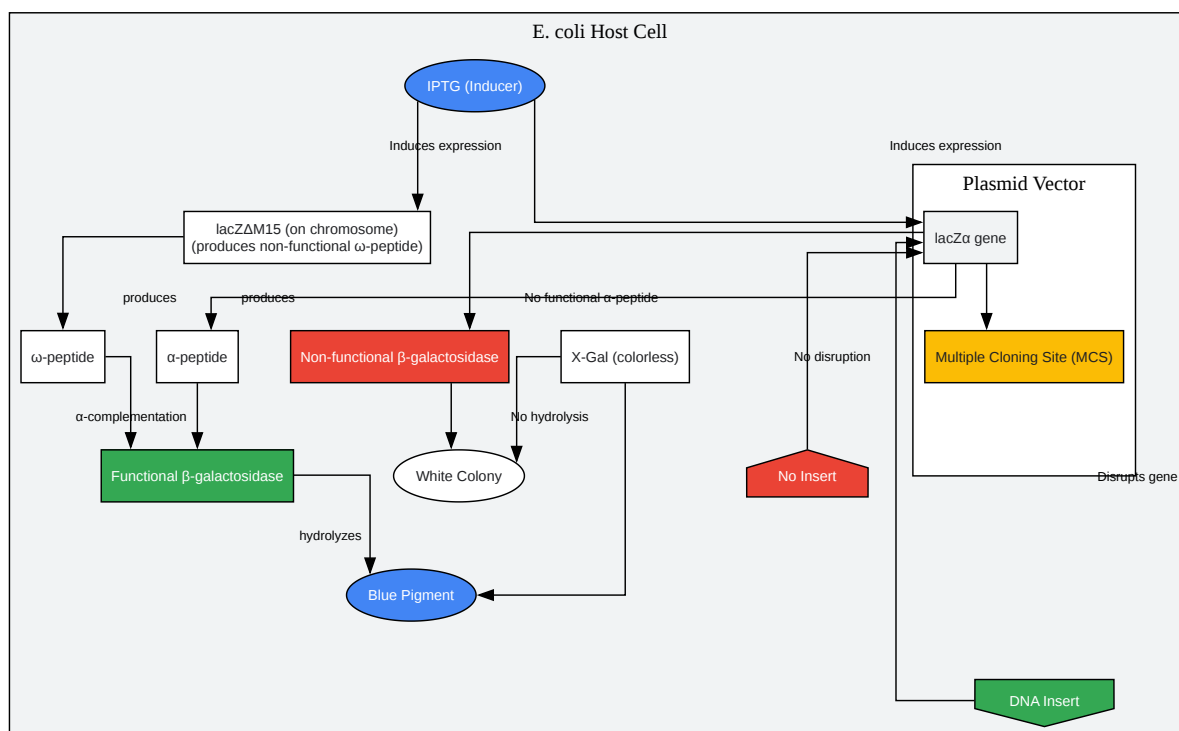 E. coli Host Cell
IPTG (Inducer)
Induces expression
Induces expression
Plasmid Vector
lacZΔM15 (on chromosome)
(produces non-functional ω-peptide)
lacZα gene
produces
produces
No functional α-peptide
ω-peptide
α-peptide
Non-functional β-galactosidase
X-Gal (colorless)
No disruption
Multiple Cloning Site (MCS)
α-complementation
No hydrolysis
Functional β-galactosidase
White Colony
No Insert
Disrupts gene
hydrolyzes
Blue Pigment
DNA Insert